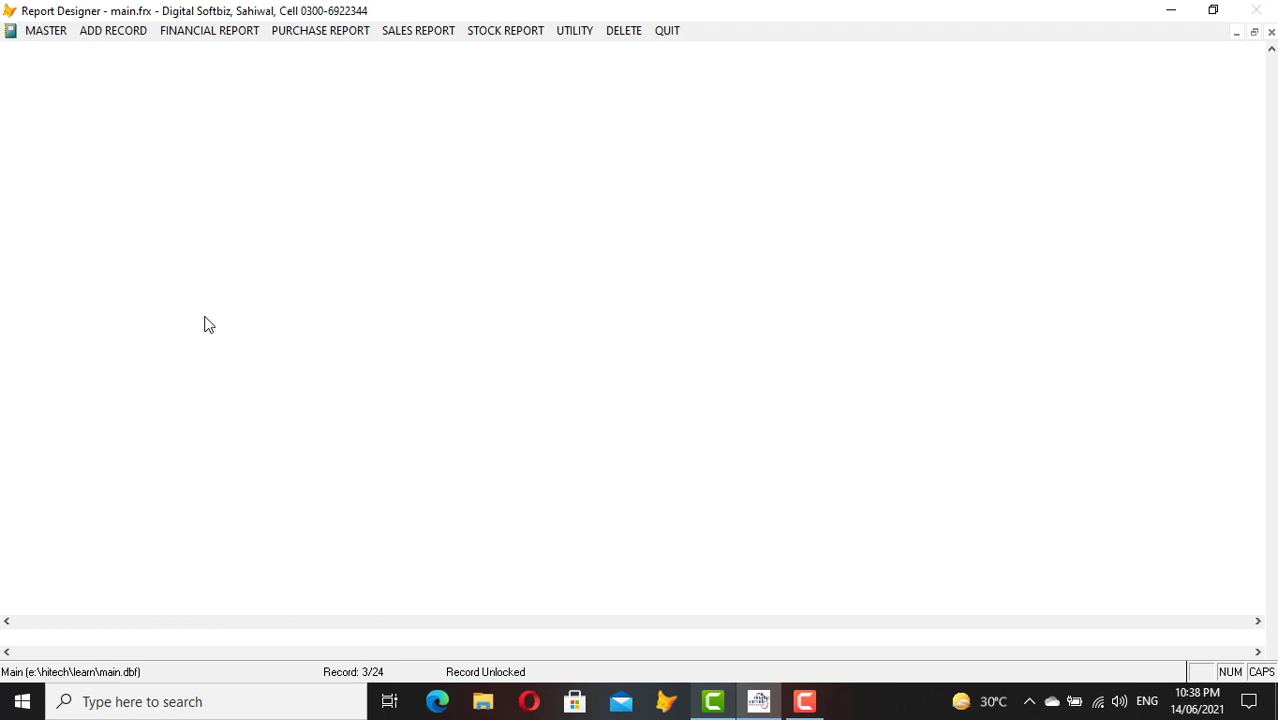 Report Designer - main.frx - Digital Softbiz, Sahiwal, Cell 0300-6922344
MASTER ADD RECORD FINANCIAL REPORT PURCHASE REPORT SALES REPORT STOCK REPORT UTILITY DELETE QUIT
Main (e:\hitech\learn\main.dbf) Record: 3/24 Record Unlocked NUM CAPS
Type here to search 30°C ENG 10:38 PM
14/06/2021